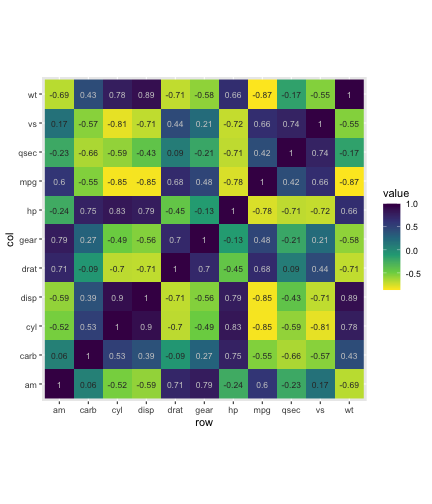 wt -0.69 0.43 0.78 0.89 -0.71 -0.58 0.66 -0.87 -0.17 -0.55 1
vs 0.17 -0.57 -0.81 -0.71 0.44 0.21 -0.72 0.66 0.74 1 -0.55
qsec -0.23 -0.66 -0.59 -0.43 0.09 -0.21 -0.71 0.42 1 0.74 -0.17
mpg 0.6 -0.55 -0.85 -0.85 0.68 0.48 -0.78 1 0.42 0.66 -0.87
hp -0.24 0.75 0.83 0.79 -0.45 -0.13 1 -0.78 -0.71 -0.72 0.66
gear 0.79 0.27 -0.49 -0.56 0.7 1 -0.13 0.48 -0.21 0.21 -0.58
drat 0.71 -0.09 -0.7 -0.71 1 0.7 -0.45 0.68 0.09 0.44 -0.71
disp -0.59 0.39 0.9 1 -0.71 -0.56 0.79 -0.85 -0.43 -0.71 0.89
cyl -0.52 0.53 1 0.9 -0.7 -0.49 0.83 -0.85 -0.59 -0.81 0.78
carb 0.06 1 0.53 0.39 -0.09 0.27 0.75 -0.55 -0.66 -0.57 0.43
am 1 0.06 -0.52 -0.59 0.71 0.79 -0.24 0.6 -0.23 0.17 -0.69
am carb cyl disp drat gear hp mpg qsec vs wt
row
col
value
1.0
0.5
0.0
-0.5